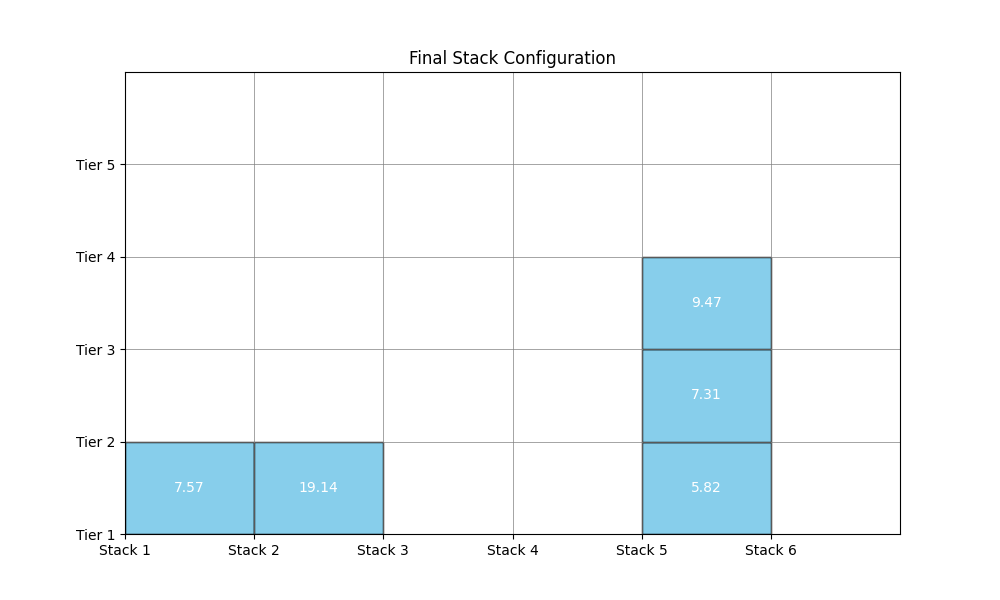 Final Stack Configuration
Tier 5
Tier 4
9.47
Tier 3
7.31
Tier 2
7.57 19.14 5.82
Tier 1
Stack 1 Stack 2 Stack 3 Stack 4 Stack 5 Stack 6